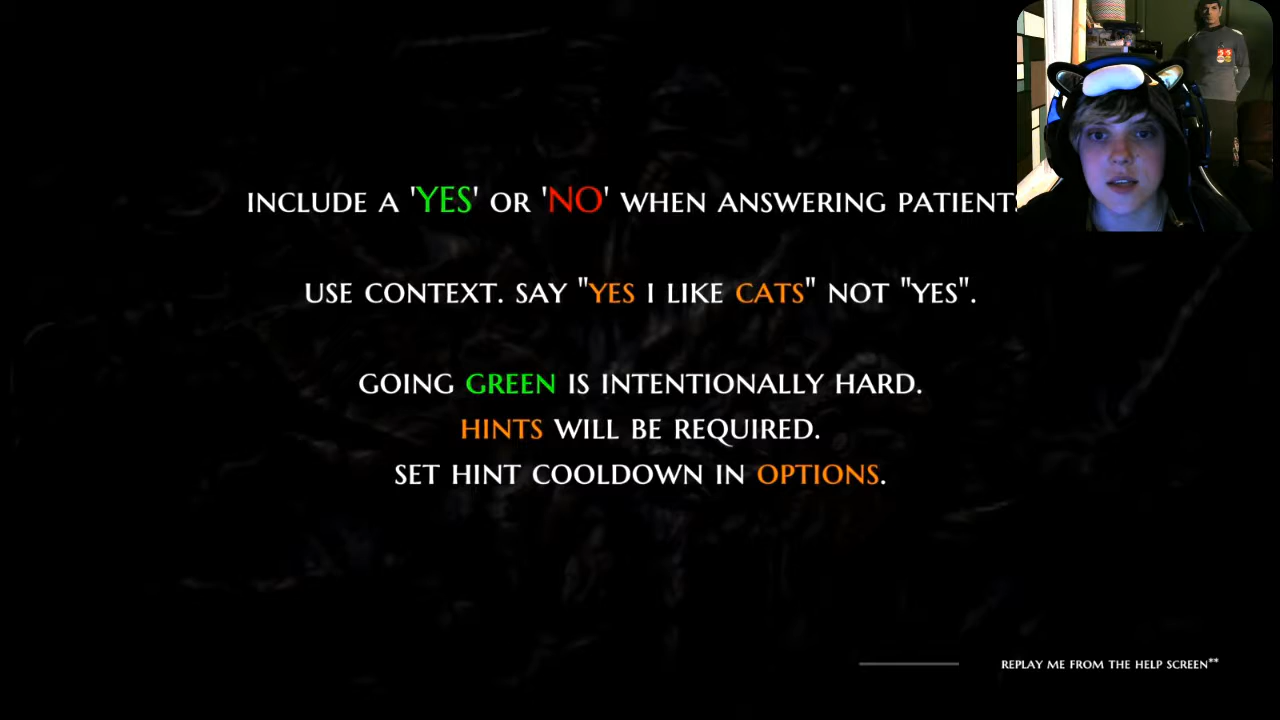 INCLUDE A 'YES' OR 'NO' WHEN ANSWERING PATIENT
USE CONTEXT. SAY "YES I LIKE CATS" NOT "YES".
GOING GREEN IS INTENTIONALLY HARD.
HINTS WILL BE REQUIRED.
SET HINT COOLDOWN IN OPTIONS.
REPLAY ME FROM THE HELP SCREEN**